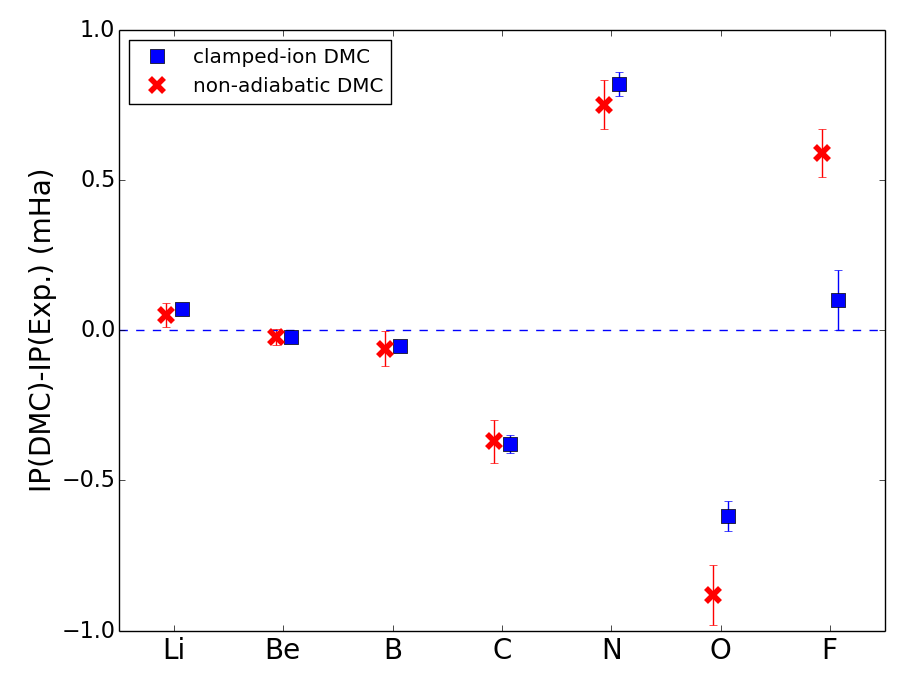 1.0
clamped-ion DMC
non-adiabatic DMC
0.5
0.0
−0.5
−1.0
IP(DMC)-IP(Exp.) (mHa)
Li Be B C N O F